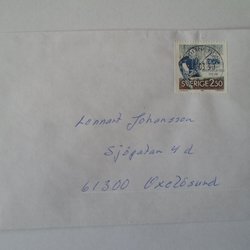 SVERIGE 2.50
Lennart Johansson
Sjögatan 4 d
61300 Oxelösund